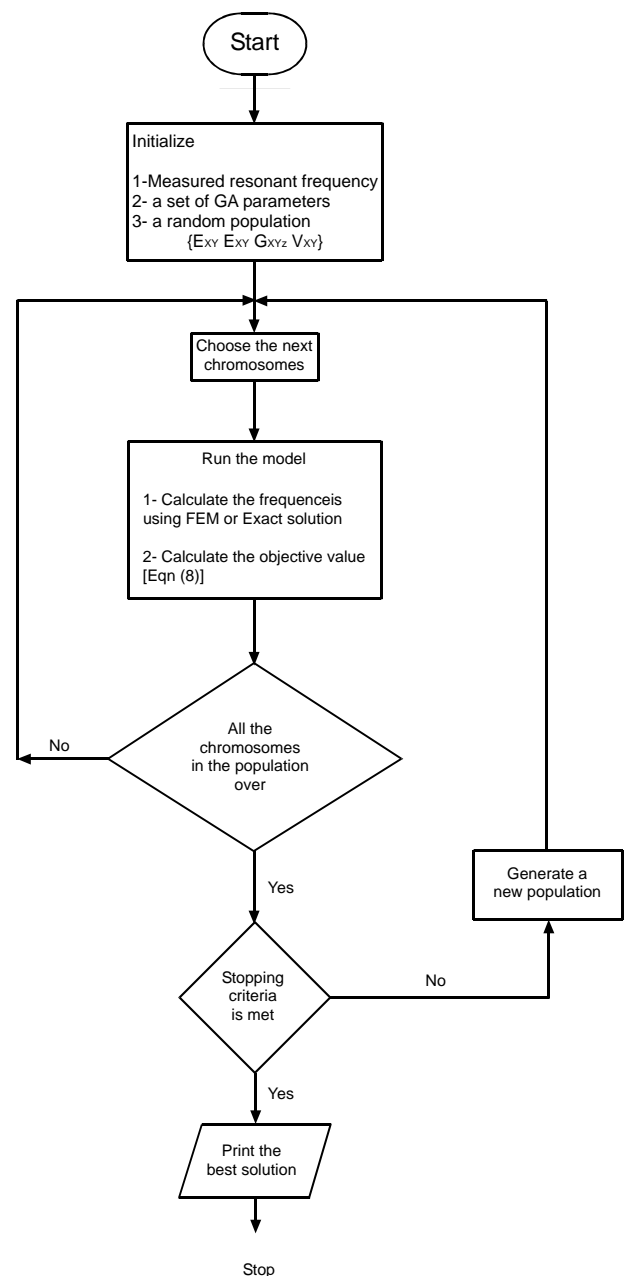 Start
Initialize
1-Measured resonant frequency
2- a set of GA parameters
3- a random population
{EXY EXY GXYz VXY}
Choose the next
chromosomes
Run the model
1- Calculate the frequenceis
using FEM or Exact solution
2- Calculate the objective value
[Eqn (8)]
All the
chromosomes
in the population
over
No
Yes
Generate a
new population
Stopping
criteria
is met
No
Yes
Print the
best solution
Stop